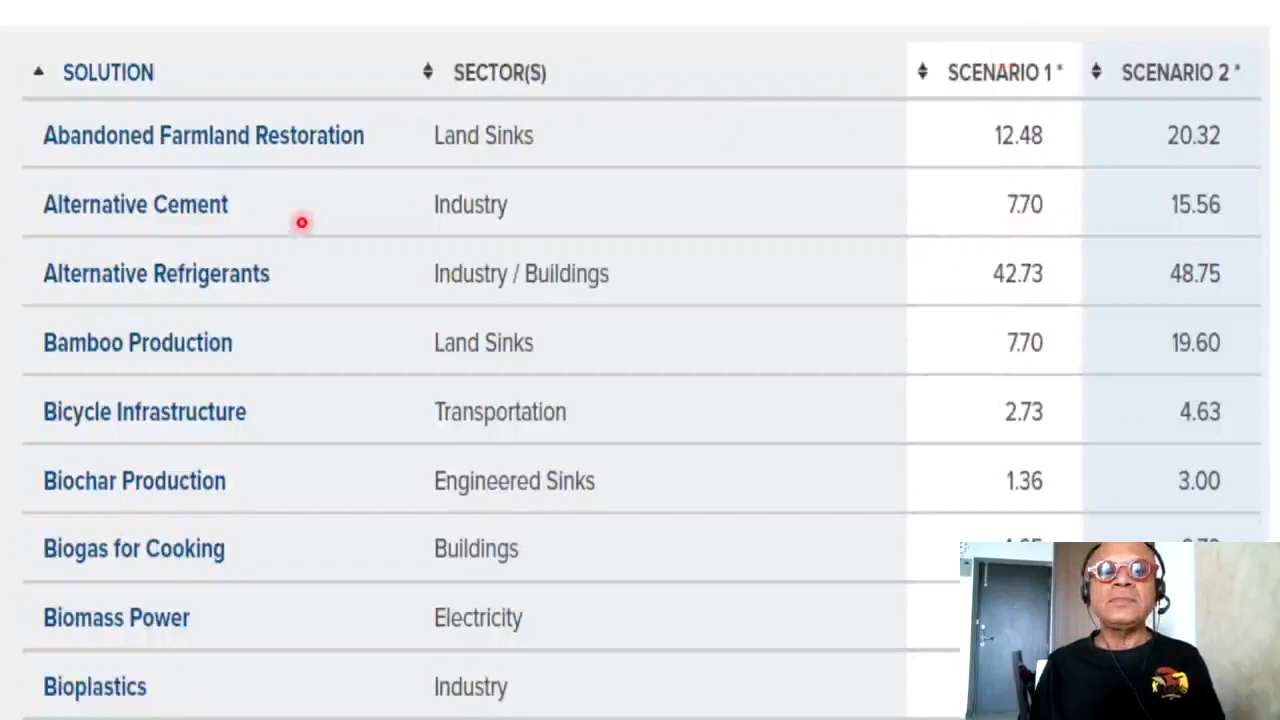 SOLUTION SECTOR(S) SCENARIO 1 * SCENARIO 2 *
Abandoned Farmland Restoration Land Sinks 12.48 20.32
Alternative Cement Industry 7.70 15.56
Alternative Refrigerants Industry / Buildings 42.73 48.75
Bamboo Production Land Sinks 7.70 19.60
Bicycle Infrastructure Transportation 2.73 4.63
Biochar Production Engineered Sinks 1.36 3.00
Biogas for Cooking Buildings
Biomass Power Electricity
Bioplastics Industry